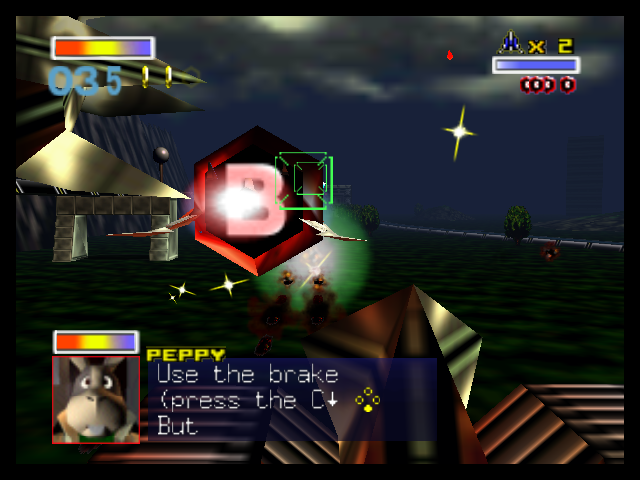 x 2
035
B
PEPPY
Use the brake
(press the C↓
But